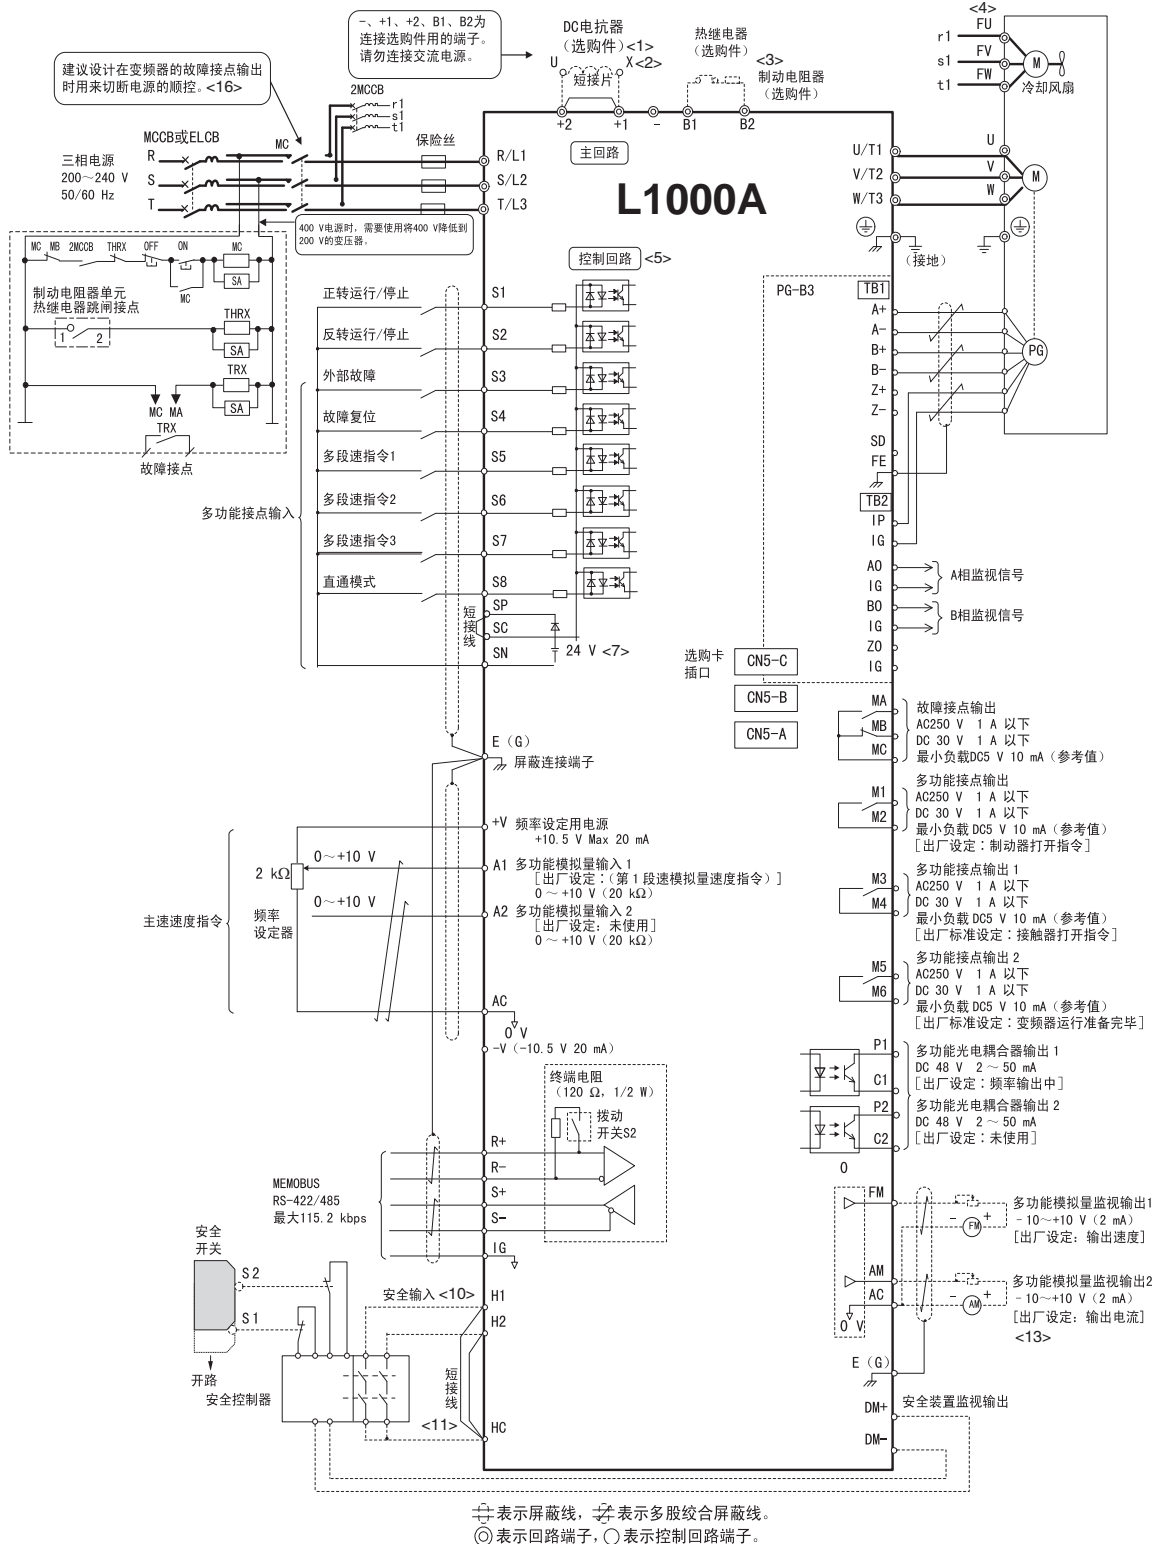 <4>
FU
r1
FV
s1
FW
t1
M
冷却风扇
-、+1、+2、B1、B2为
连接选购件用的端子。
请勿连接交流电源。
DC电抗器
(选购件)<1>
U X <2>
短接片
热继电器
(选购件)
<3>
制动电阻器
(选购件)
建议设计在变频器的故障接点输出
时用来切断电源的顺控。<16>
2MCCB
r1
s1
t1
+2 +1 - B1 B2
MCCB或ELCB
MC
保险丝
三相电源
200～240 V
50/60 Hz
R
S
T
R/L1
S/L2
T/L3
主回路
L1000A
U/T1
V/T2
W/T3
U
V
W
M
(接地)
400 V电源时，需要使用将400 V降低到
200 V的变压器。
MC MB 2MCCB THRX OFF ON MC
SA
MC
制动电阻器单元
热继电器跳闸接点
1 2
THRX
SA
TRX
SA
MC MA
TRX
故障接点
控制回路 <5>
正转运行/停止 S1
反转运行/停止 S2
外部故障 S3
故障复位 S4
多段速指令1 S5
多段速指令2 S6
多段速指令3 S7
直通模式 S8
多功能接点输入
短接线
SP
SC
SN
24 V <7>
E (G)
屏蔽连接端子
PG-B3
TB1
A+
A-
B+
B-
Z+
Z-
SD
FE
PG
TB2
IP
IG
AO
IG
A相监视信号
BO
IG
B相监视信号
ZO
IG
选购卡
插口
CN5-C
CN5-B
CN5-A
MA
MB
MC
故障接点输出
AC250 V 1 A 以下
DC 30 V 1 A 以下
最小负载DC5 V 10 mA (参考值)
M1
M2
多功能接点输出
AC250 V 1 A 以下
DC 30 V 1 A 以下
最小负载 DC5 V 10 mA (参考值)
[出厂设定：制动器打开指令]
M3
M4
多功能接点输出 1
AC250 V 1 A 以下
DC 30 V 1 A 以下
最小负载 DC5 V 10 mA (参考值)
[出厂标准设定：接触器打开指令]
M5
M6
多功能接点输出 2
AC250 V 1 A 以下
DC 30 V 1 A 以下
最小负载 DC5 V 10 mA (参考值)
[出厂标准设定：变频器运行准备完毕]
P1
C1
多功能光电耦合器输出 1
DC 48 V 2 ～ 50 mA
[出厂设定：频率输出中]
P2
C2
多功能光电耦合器输出 2
DC 48 V 2 ～ 50 mA
[出厂设定：未使用]
0
主速速度指令
2 kΩ
频率
设定器
0～+10 V
0～+10 V
+V 频率设定用电源
+10.5 V Max 20 mA
A1 多功能模拟量输入 1
[出厂设定：(第 1 段速模拟量速度指令)]
0 ～ +10 V (20 kΩ)
A2 多功能模拟量输入 2
[出厂设定：未使用]
0 ～ +10 V (20 kΩ)
AC
0 V
-V (-10.5 V 20 mA)
终端电阻
(120 Ω, 1/2 W)
拨动
开关S2
R+
R-
S+
S-
IG
MEMOBUS
RS-422/485
最大115.2 kbps
FM
FM
- +
多功能模拟量监视输出1
-10～+10 V (2 mA)
[出厂设定：输出速度]
AM
AM
- +
AC
0 V
多功能模拟量监视输出2
-10～+10 V (2 mA)
[出厂设定：输出电流]
<13>
E (G)
安全装置监视输出
DM+
DM-
安全
开关
S2
S1
开路
安全控制器
安全输入 <10>
H1
H2
短接线
<11>
HC
表示屏蔽线，表示多股绞合屏蔽线。
表示回路端子，表示控制回路端子。